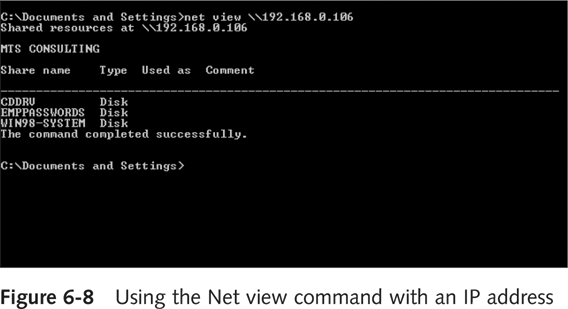 C:\Documents and Settings>net view \\192.168.0.106
Shared resources at \\192.168.0.106
MTS CONSULTING
Share name Type Used as Comment
CDDRV Disk
EMPPASSWORDS Disk
WIN98-SYSTEM Disk
The command completed successfully.
C:\Documents and Settings>
Figure 6-8 Using the Net view command with an IP address